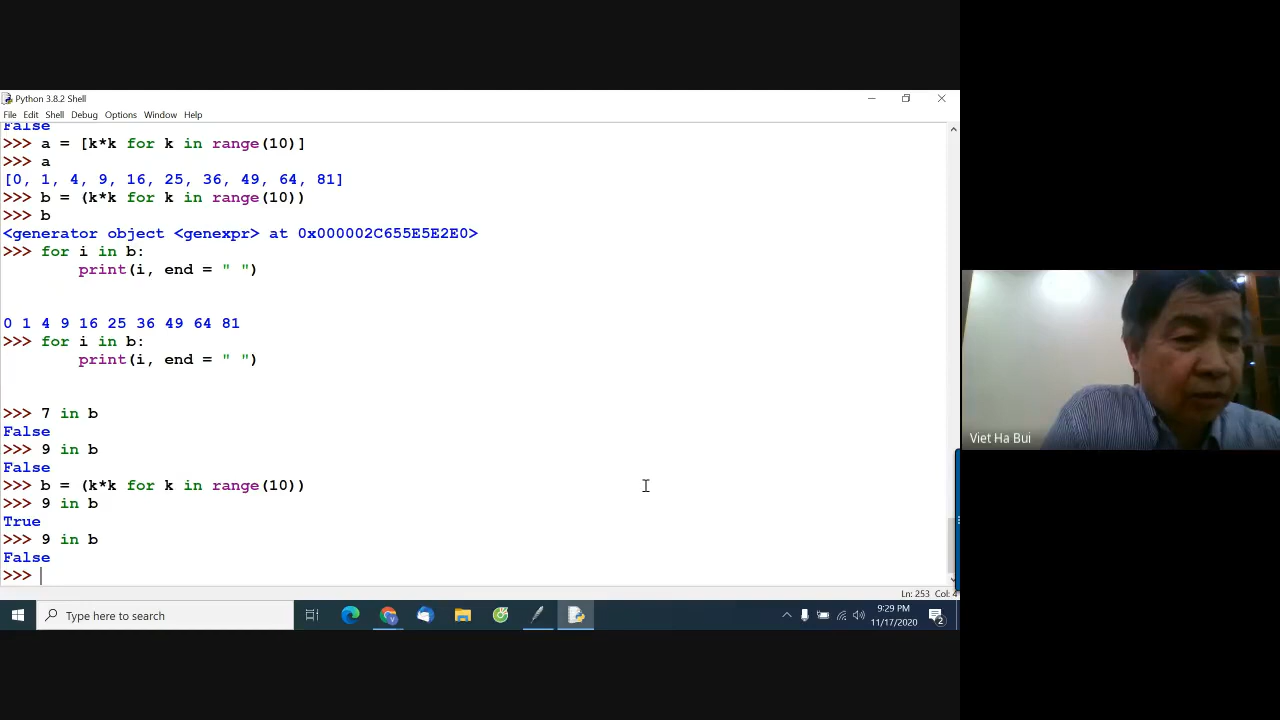 Python 3.8.2 Shell
File Edit Shell Debug Options Window Help
False
>>> a = [k*k for k in range(10)]
>>> a
[0, 1, 4, 9, 16, 25, 36, 49, 64, 81]
>>> b = (k*k for k in range(10))
>>> b
<generator object <genexpr> at 0x000002C655E5E2E0>
>>> for i in b:
        print(i, end = " ")
0 1 4 9 16 25 36 49 64 81
>>> for i in b:
        print(i, end = " ")
>>> 7 in b
False
>>> 9 in b
False
>>> b = (k*k for k in range(10))
>>> 9 in b
True
>>> 9 in b
False
>>>
Viet Ha Bui
Ln: 253 Col: 4
Type here to search
9:29 PM
11/17/2020
2